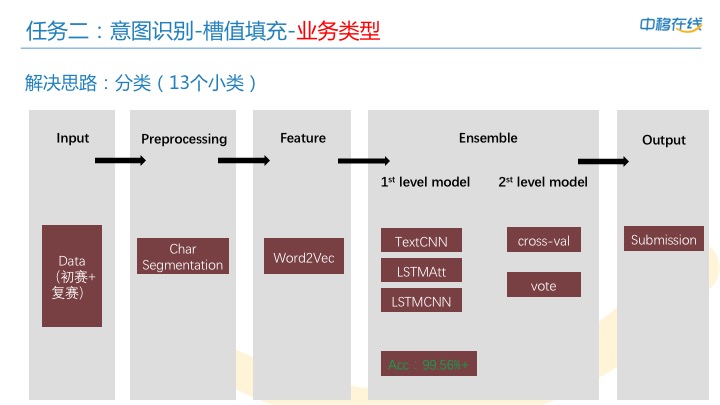 任务二：意图识别-槽值填充-业务类型
中移在线
解决思路：分类（13个小类）
Input
Preprocessing
Feature
Ensemble
Output
1st level model
2st level model
Data
（初赛+
复赛）
Char
Segmentation
Word2Vec
TextCNN
LSTMAtt
LSTMCNN
cross-val
vote
Submission
Acc：99.56%+